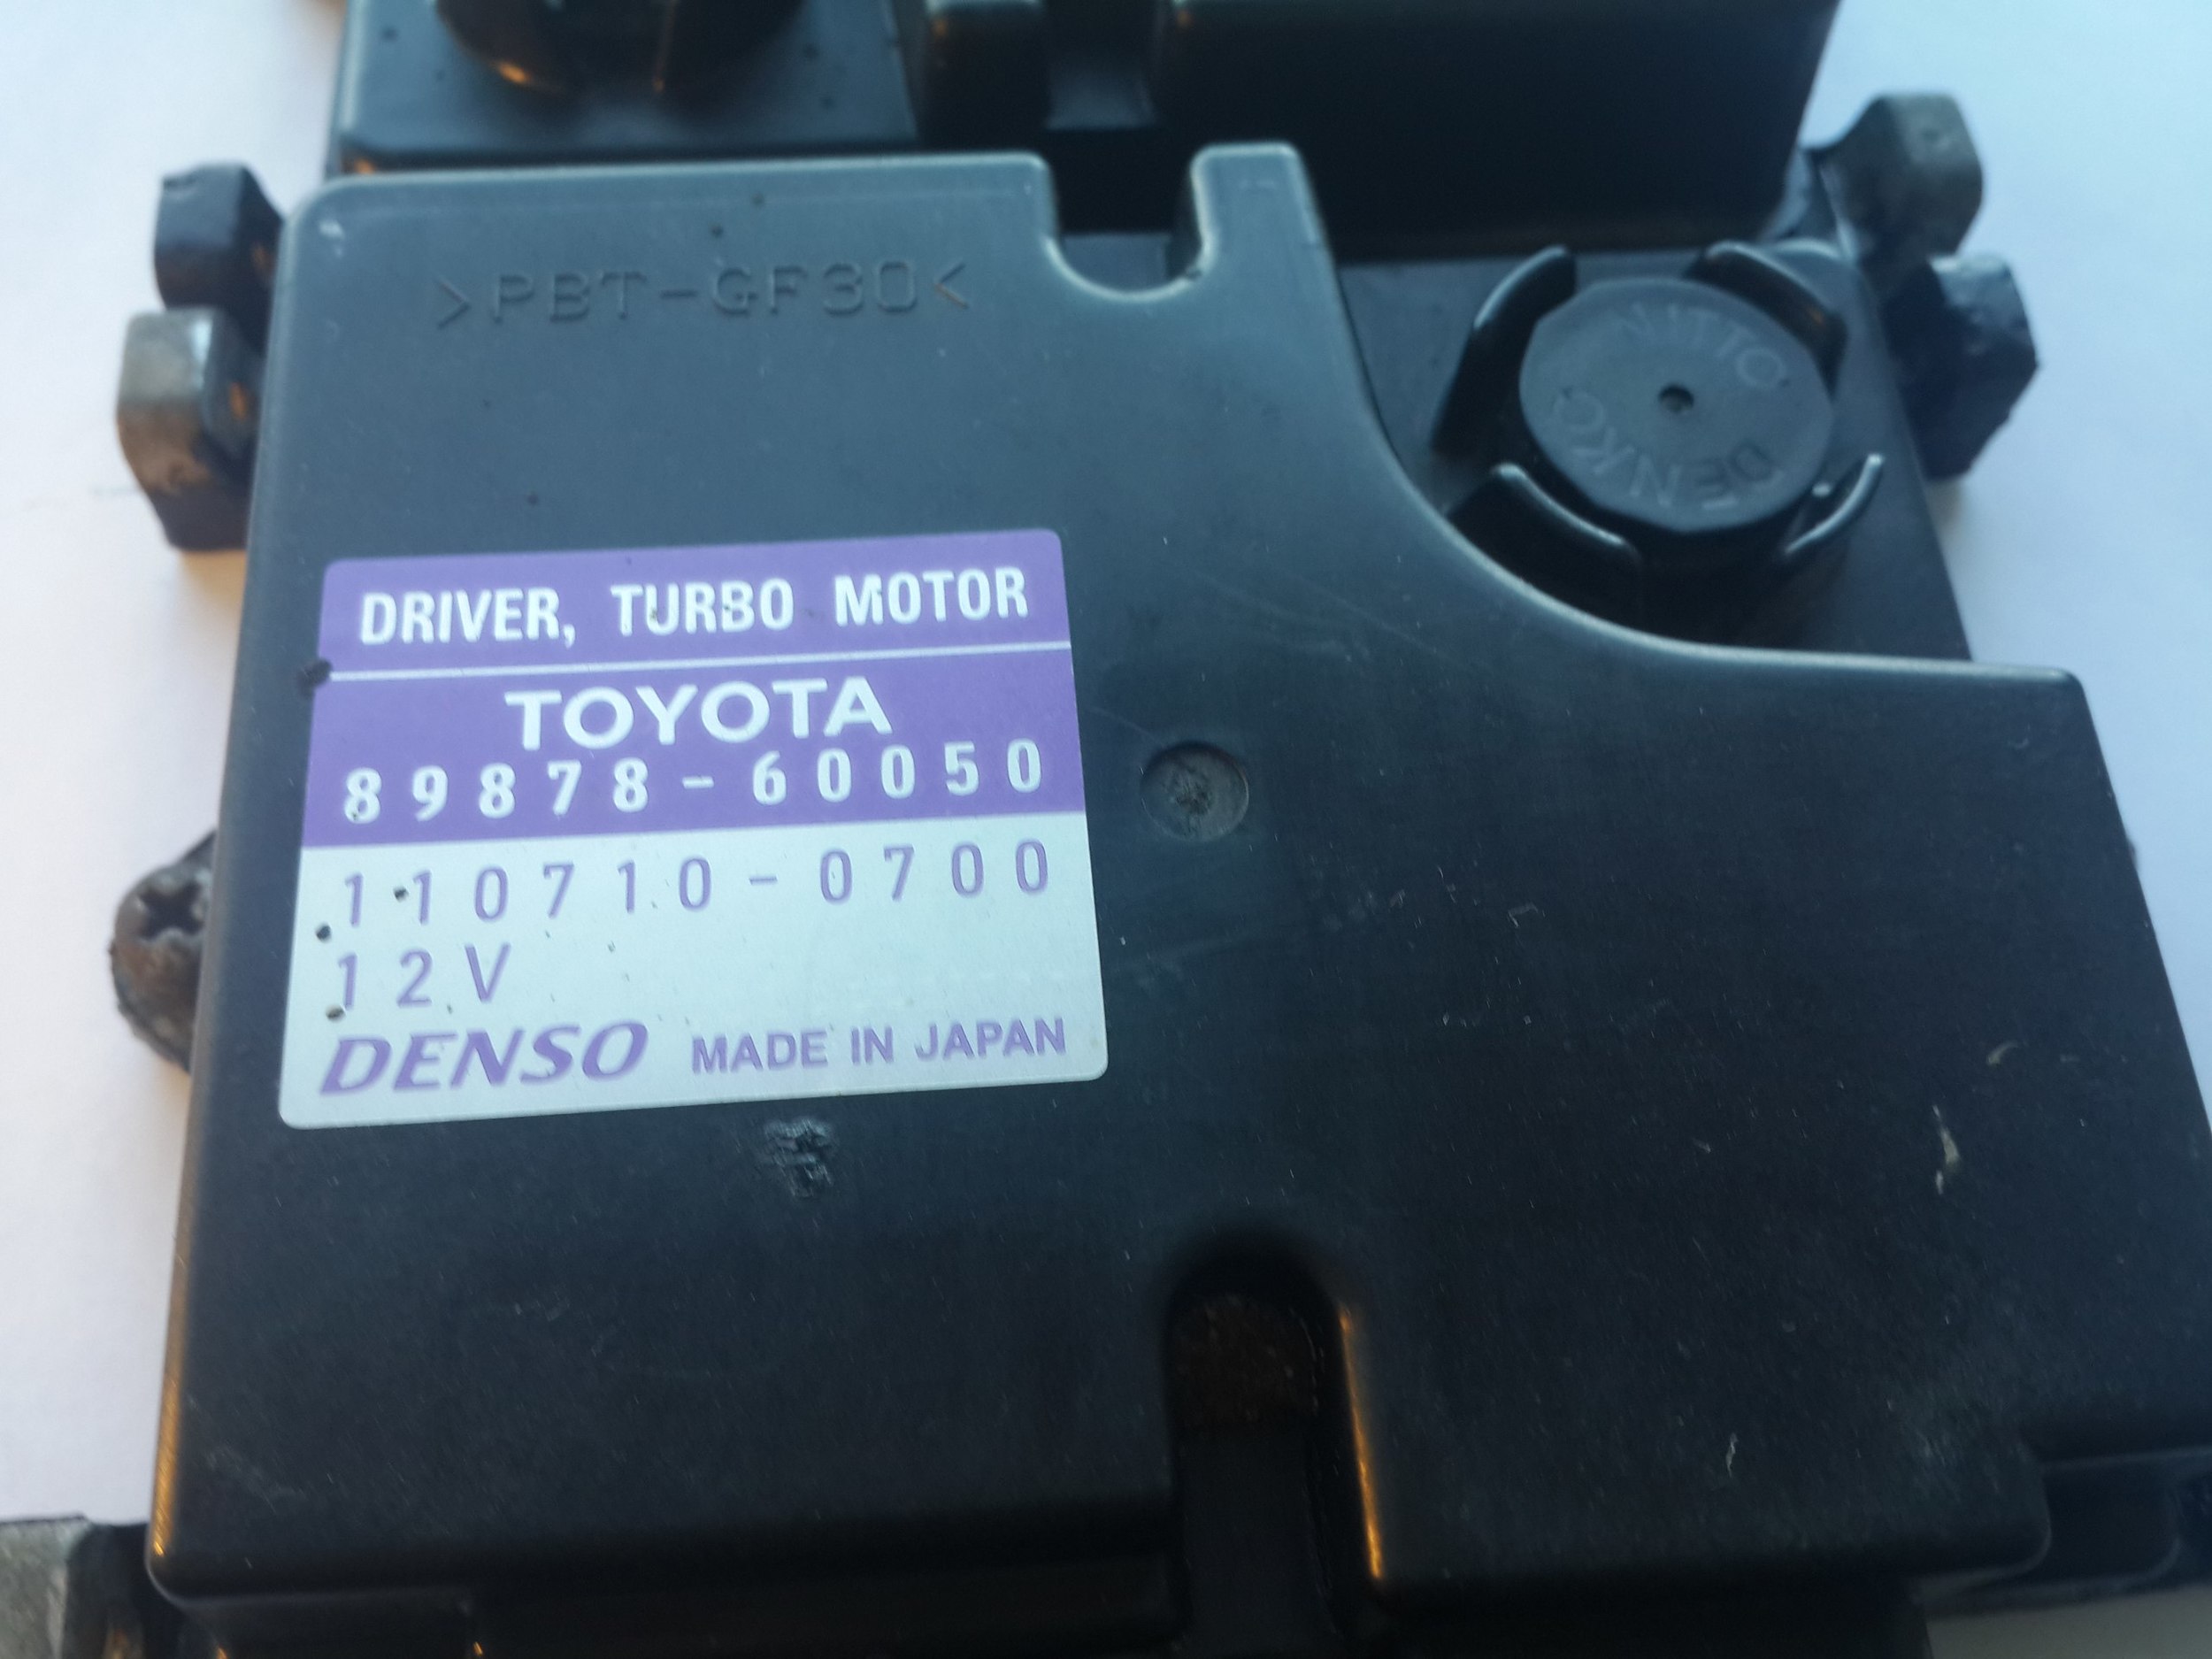 >PBT-GF30<
NITTO
DENKO
DRIVER, TURBO MOTOR
TOYOTA
89878-60050
110710-0700
12V
DENSO MADE IN JAPAN